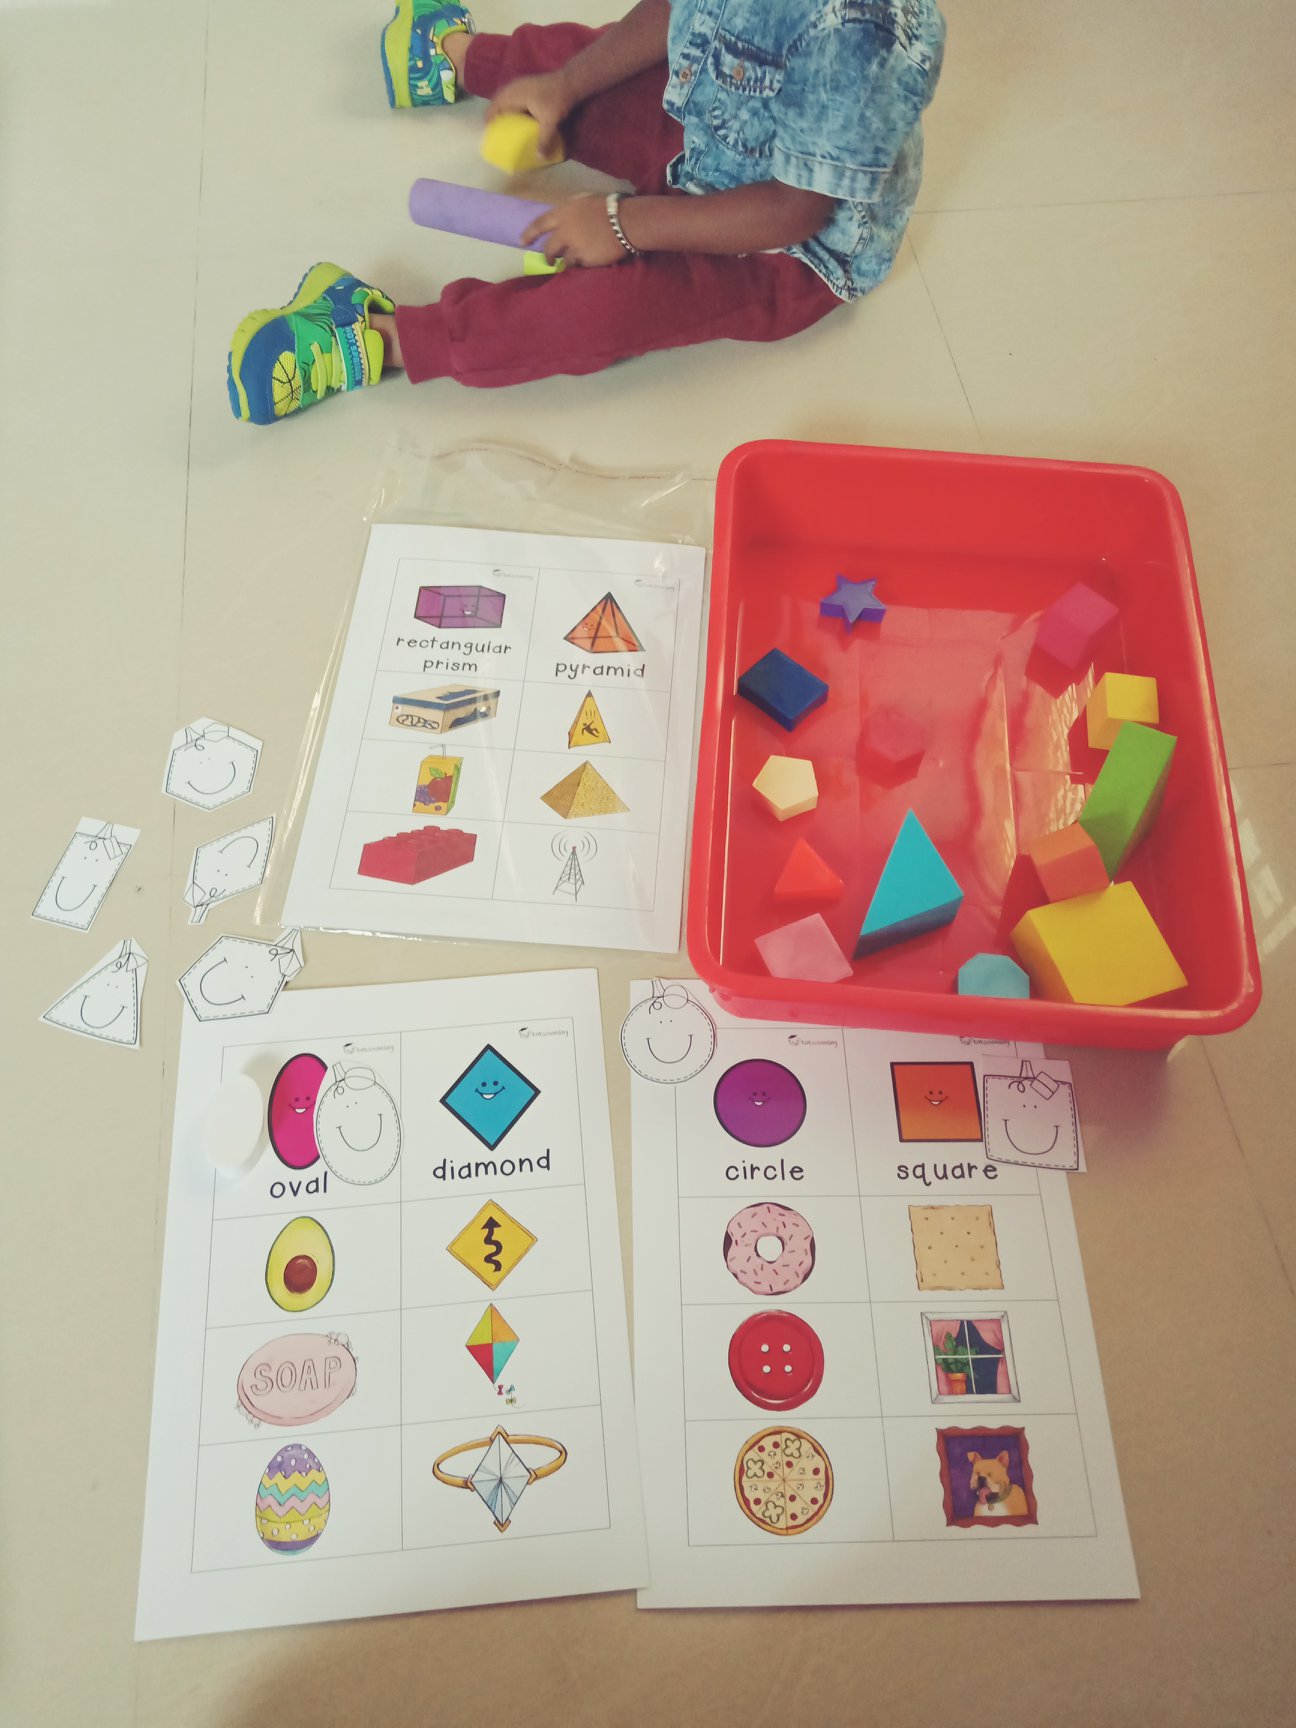 rectangular
prism
pyramid
oval
diamond
SOAP
circle
square